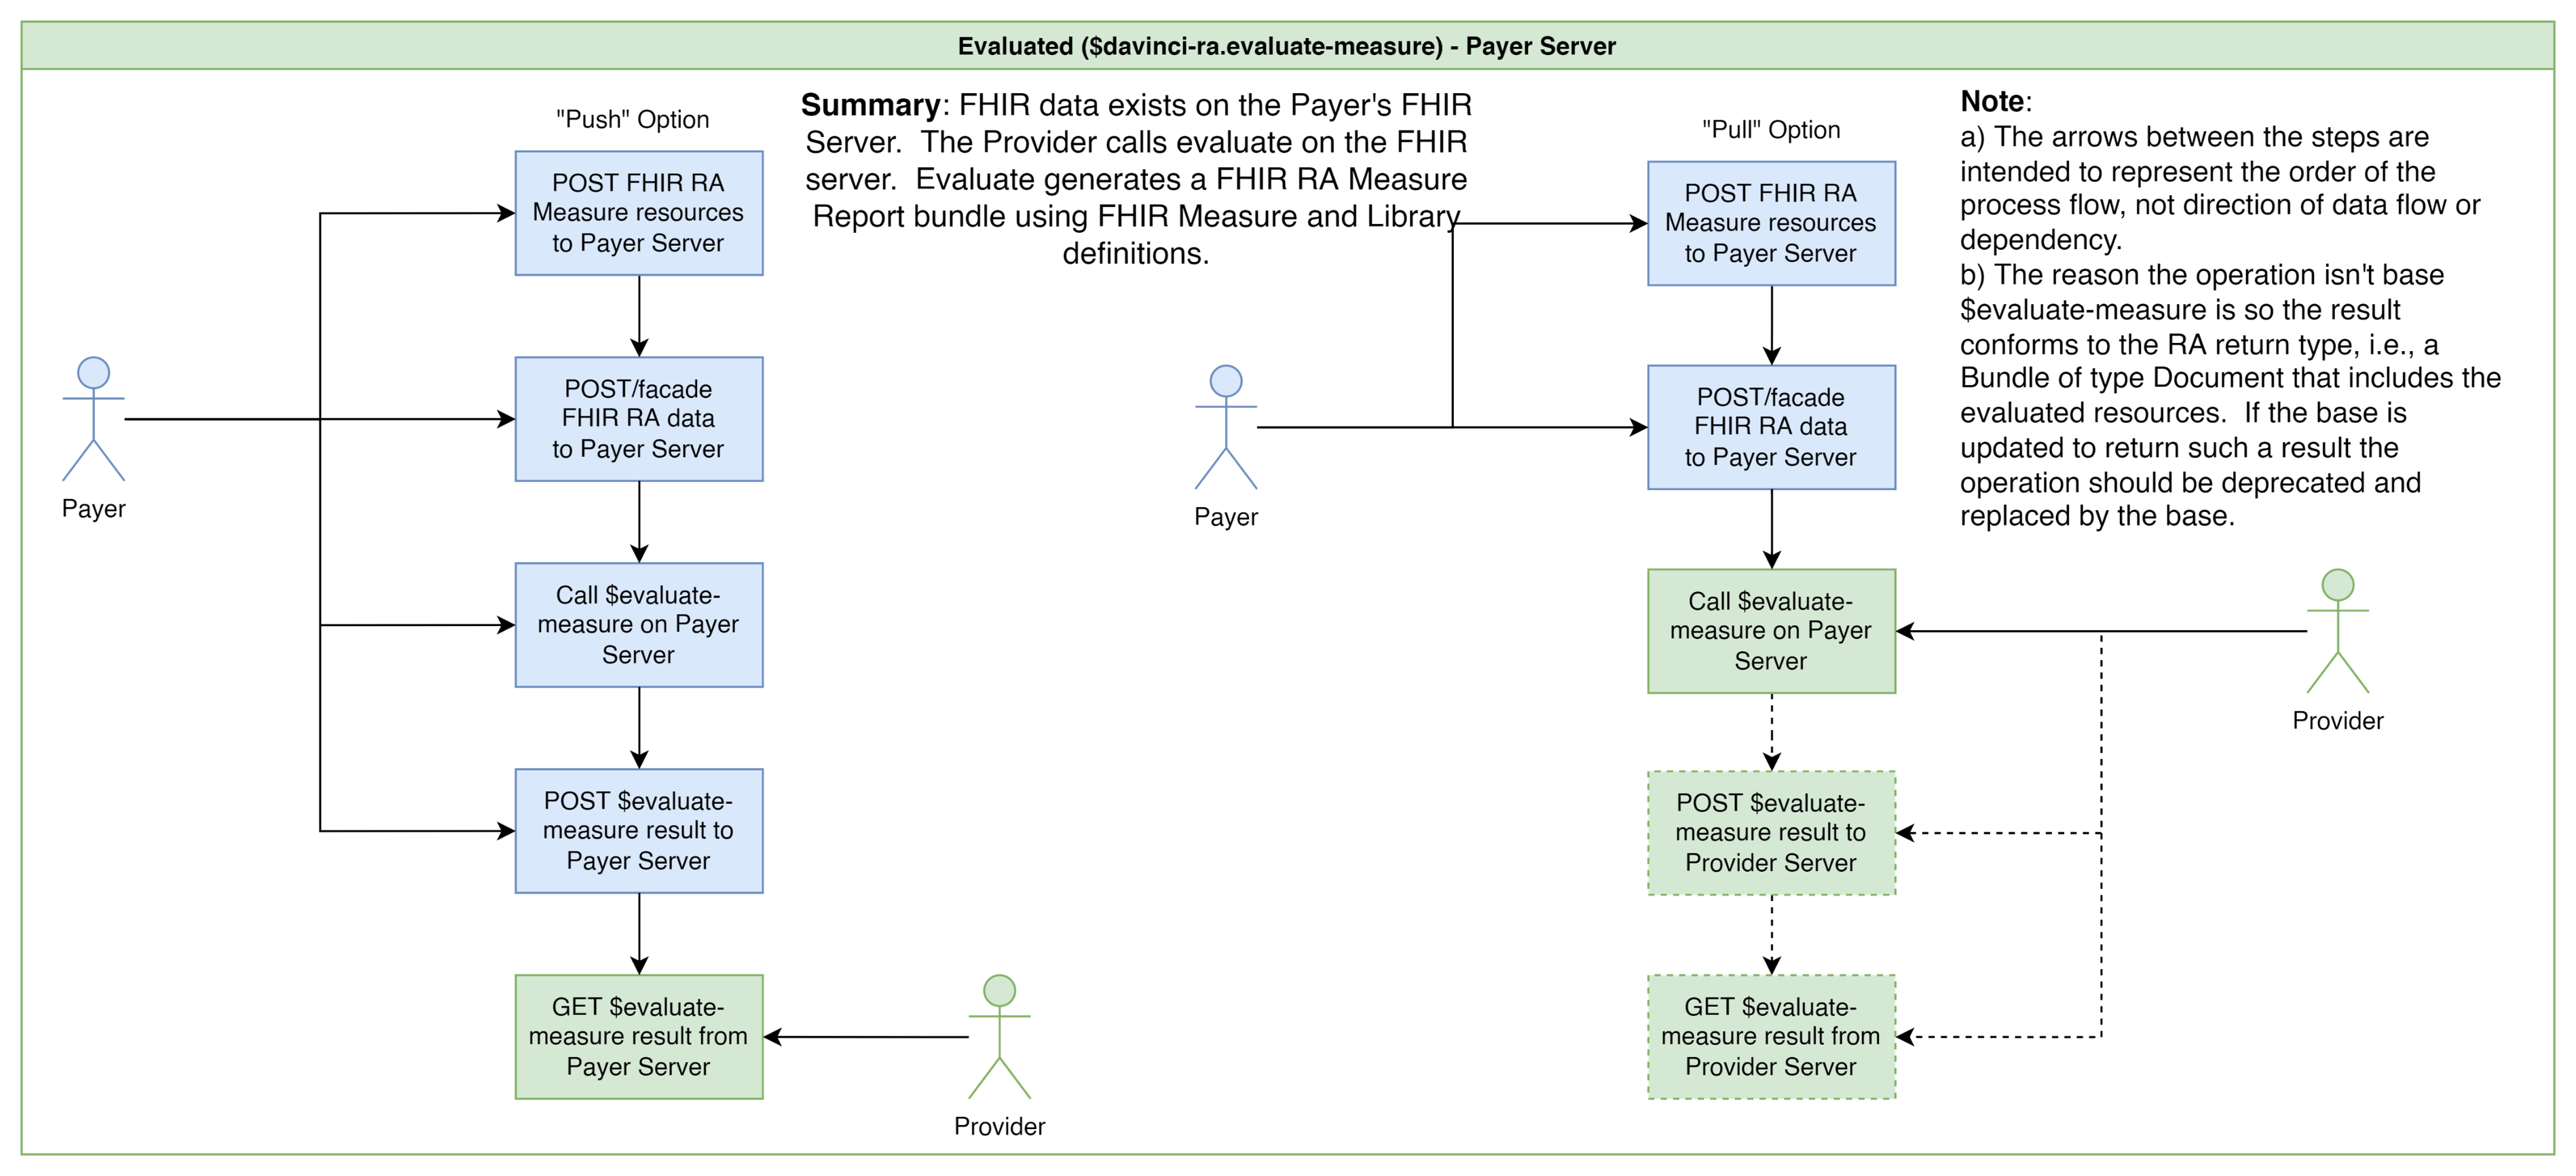 Evaluated ($davinci-ra.evaluate-measure) - Payer Server
"Push" Option
POST FHIR RA
Measure resources
to Payer Server
POST/facade
FHIR RA data
to Payer Server
Payer
Call $evaluate-
measure on Payer
Server
POST $evaluate-
measure result to
Payer Server
GET $evaluate-
measure result from
Payer Server
Provider
Summary: FHIR data exists on the Payer's FHIR
Server.  The Provider calls evaluate on the FHIR
server.  Evaluate generates a FHIR RA Measure
Report bundle using FHIR Measure and Library
definitions.
"Pull" Option
POST FHIR RA
Measure resources
to Payer Server
POST/facade
FHIR RA data
to Payer Server
Payer
Call $evaluate-
measure on Payer
Server
POST $evaluate-
measure result to
Provider Server
GET $evaluate-
measure result from
Provider Server
Provider
Note:
a) The arrows between the steps are
intended to represent the order of the
process flow, not direction of data flow or
dependency.
b) The reason the operation isn't base
$evaluate-measure is so the result
conforms to the RA return type, i.e., a
Bundle of type Document that includes the
evaluated resources.  If the base is
updated to return such a result the
operation should be deprecated and
replaced by the base.